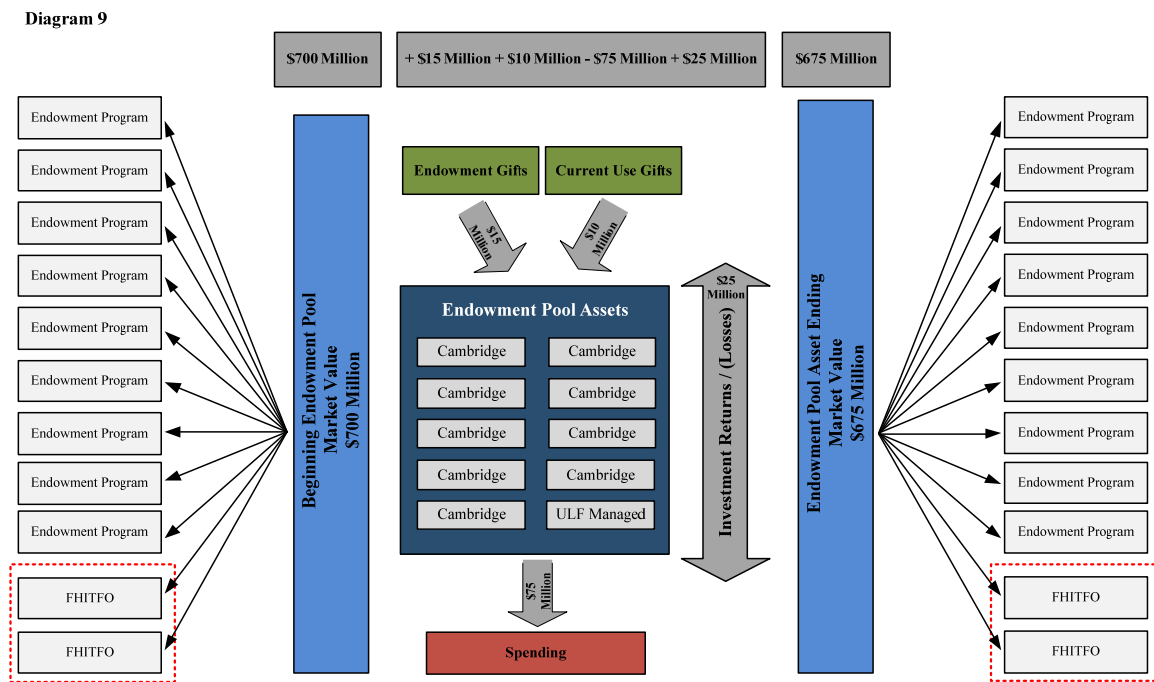 Diagram 9
$700 Million
+ $15 Million + $10 Million - $75 Million + $25 Million
$675 Million
Endowment Program
Endowment Program
Endowment Program
Endowment Program
Endowment Program
Endowment Program
Endowment Program
Endowment Program
Endowment Program
FHITFO
FHITFO
Beginning Endowment Pool
Market Value
$700 Million
Endowment Gifts
Current Use Gifts
$15
Million
$10
Million
Endowment Pool Assets
Cambridge
Cambridge
Cambridge
Cambridge
Cambridge
Cambridge
Cambridge
Cambridge
Cambridge
ULF Managed
$75
Million
Spending
$25
Million
Investment Returns / (Losses)
Endowment Pool Asset Ending
Market Value
$675 Million
Endowment Program
Endowment Program
Endowment Program
Endowment Program
Endowment Program
Endowment Program
Endowment Program
Endowment Program
Endowment Program
FHITFO
FHITFO